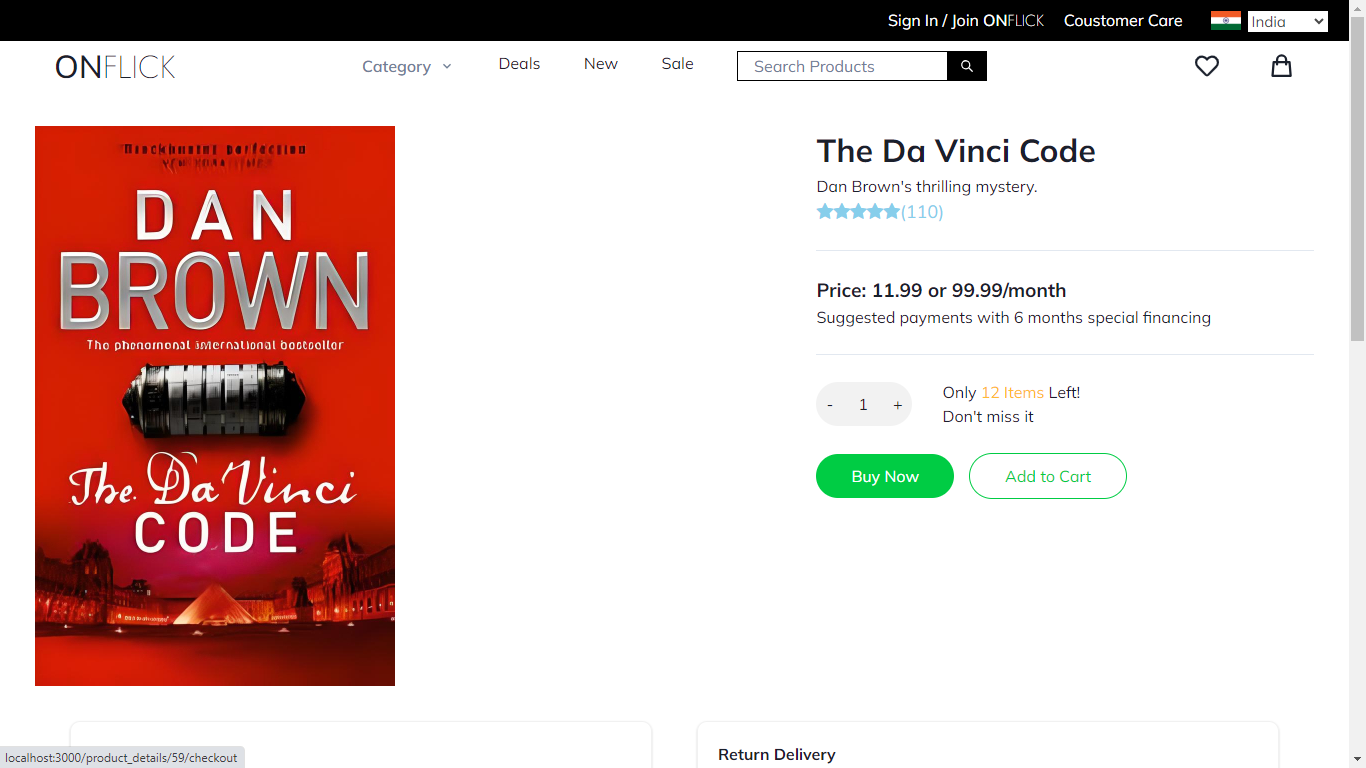 Sign In / Join ONFLICK Coustomer Care India
ONFLICK Category Deals New Sale Search Products
DAN
BROWN
The phenomenal international bestseller
The Da Vinci
CODE
The Da Vinci Code
Dan Brown's thrilling mystery.
(110)
Price: 11.99 or 99.99/month
Suggested payments with 6 months special financing
- 1 +
Only 12 Items Left!
Don't miss it
Buy Now Add to Cart
Return Delivery
localhost:3000/product_details/59/checkout